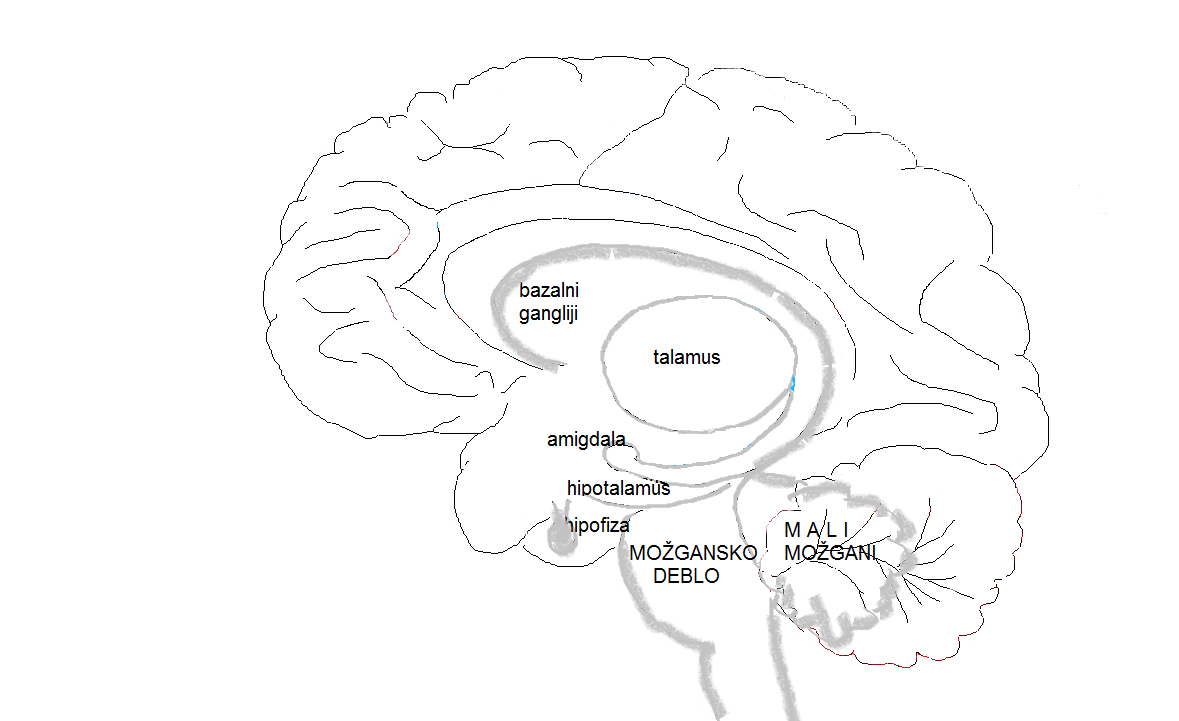 bazalni
gangliji
talamus
amigdala
hipotalamus
hipofiza
MOŽGANSKO
DEBLO
M A L I
MOŽGANI